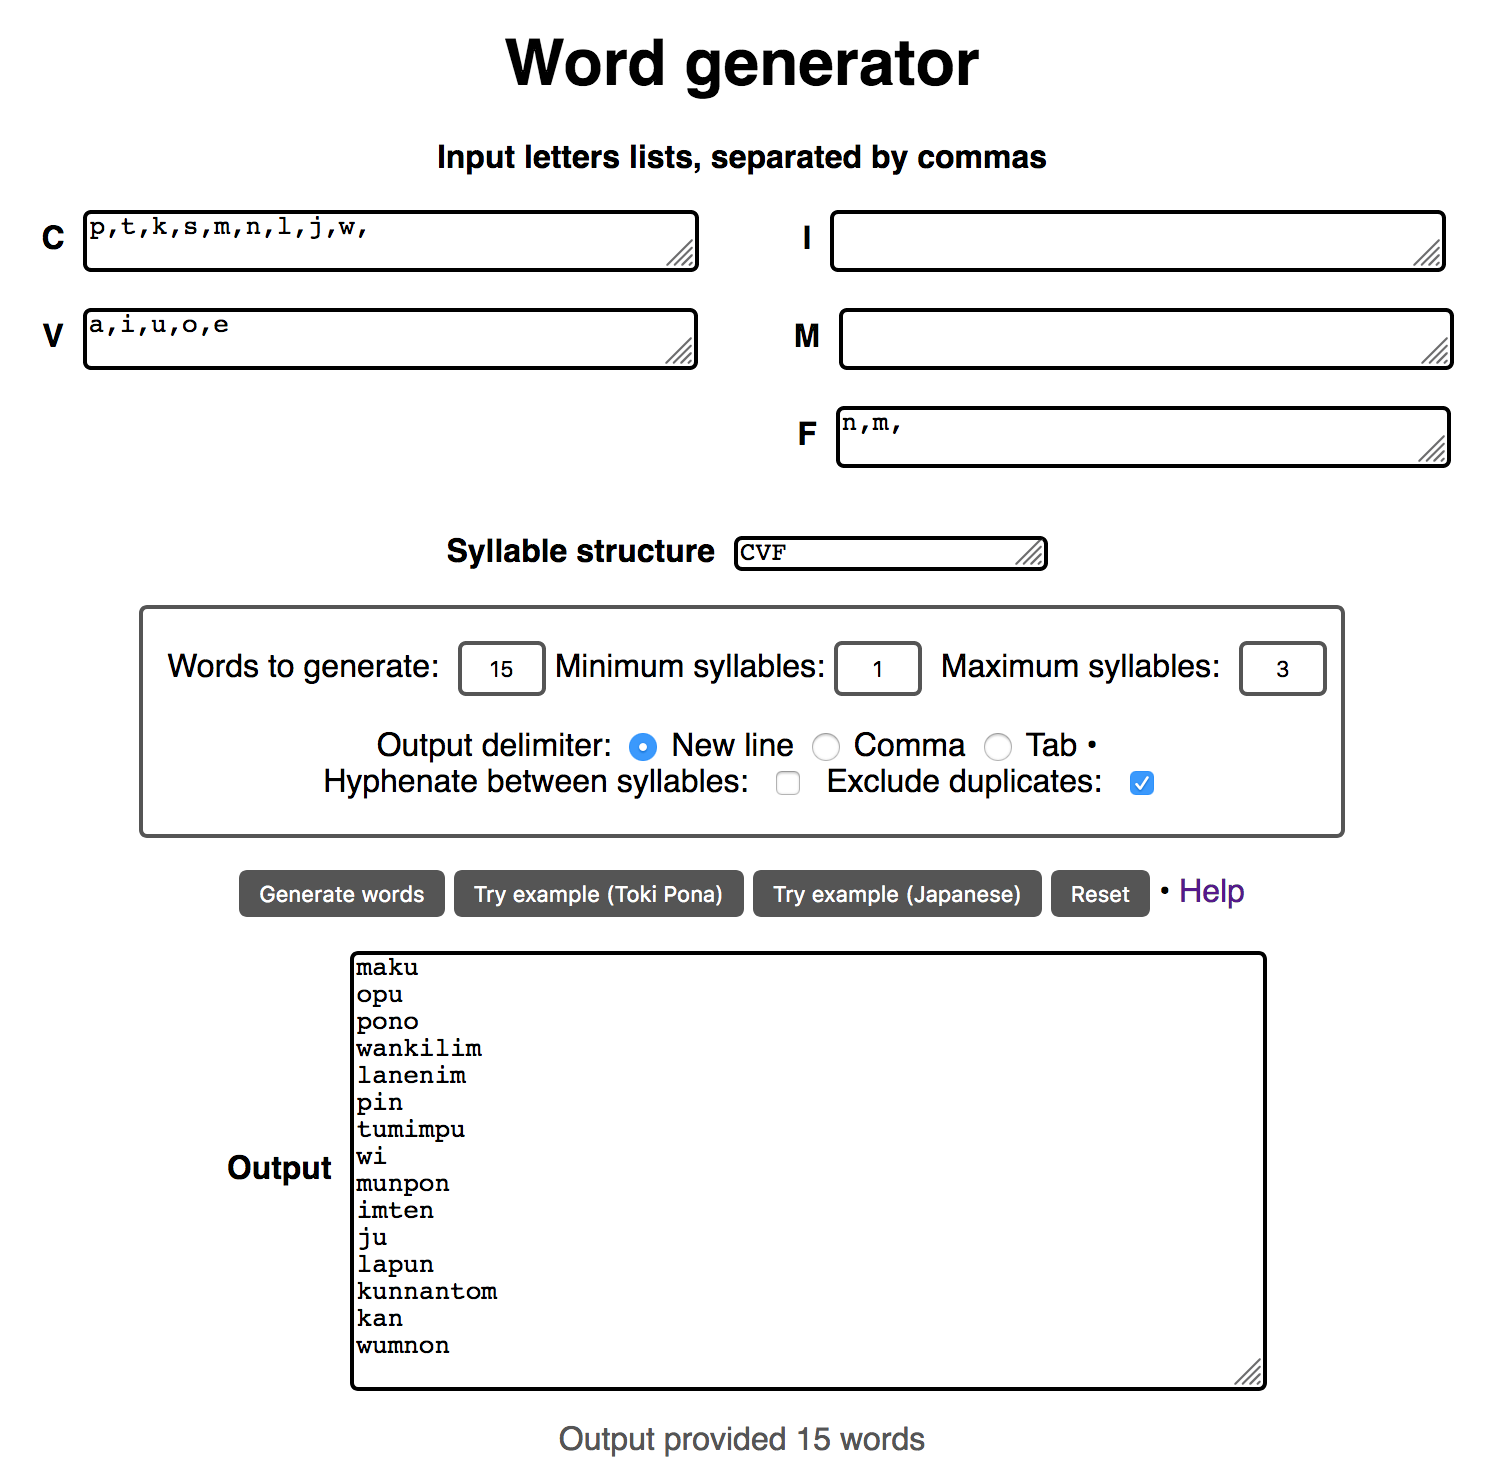 Word generator
Input letters lists, separated by commas
C p,t,k,s,m,n,l,j,w, I
V a,i,u,o,e M
F n,m,
Syllable structure CVF
Words to generate: 15 Minimum syllables: 1 Maximum syllables: 3
Output delimiter: New line Comma Tab •
Hyphenate between syllables: Exclude duplicates:
Generate words Try example (Toki Pona) Try example (Japanese) Reset • Help
maku
opu
pono
wankilim
lanenim
pin
tumimpu
Output wi
munpon
imten
ju
lapun
kunnantom
kan
wumnon
Output provided 15 words